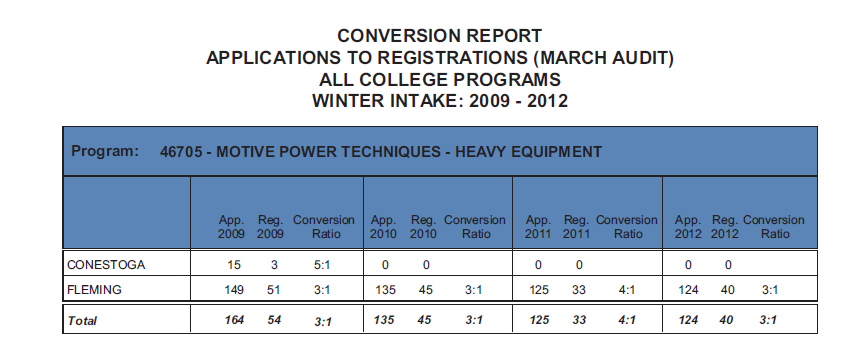 CONVERSION REPORT
APPLICATIONS TO REGISTRATIONS (MARCH AUDIT)
ALL COLLEGE PROGRAMS
WINTER INTAKE: 2009 - 2012
Program: 46705 - MOTIVE POWER TECHNIQUES - HEAVY EQUIPMENT
App. Reg. Conversion App. Reg. Conversion App. Reg. Conversion App. Reg. Conversion
2009 2009 Ratio 2010 2010 Ratio 2011 2011 Ratio 2012 2012 Ratio
CONESTOGA 15 3 5:1 0 0 0 0 0 0
FLEMING 149 51 3:1 135 45 3:1 125 33 4:1 124 40 3:1
Total 164 54 3:1 135 45 3:1 125 33 4:1 124 40 3:1